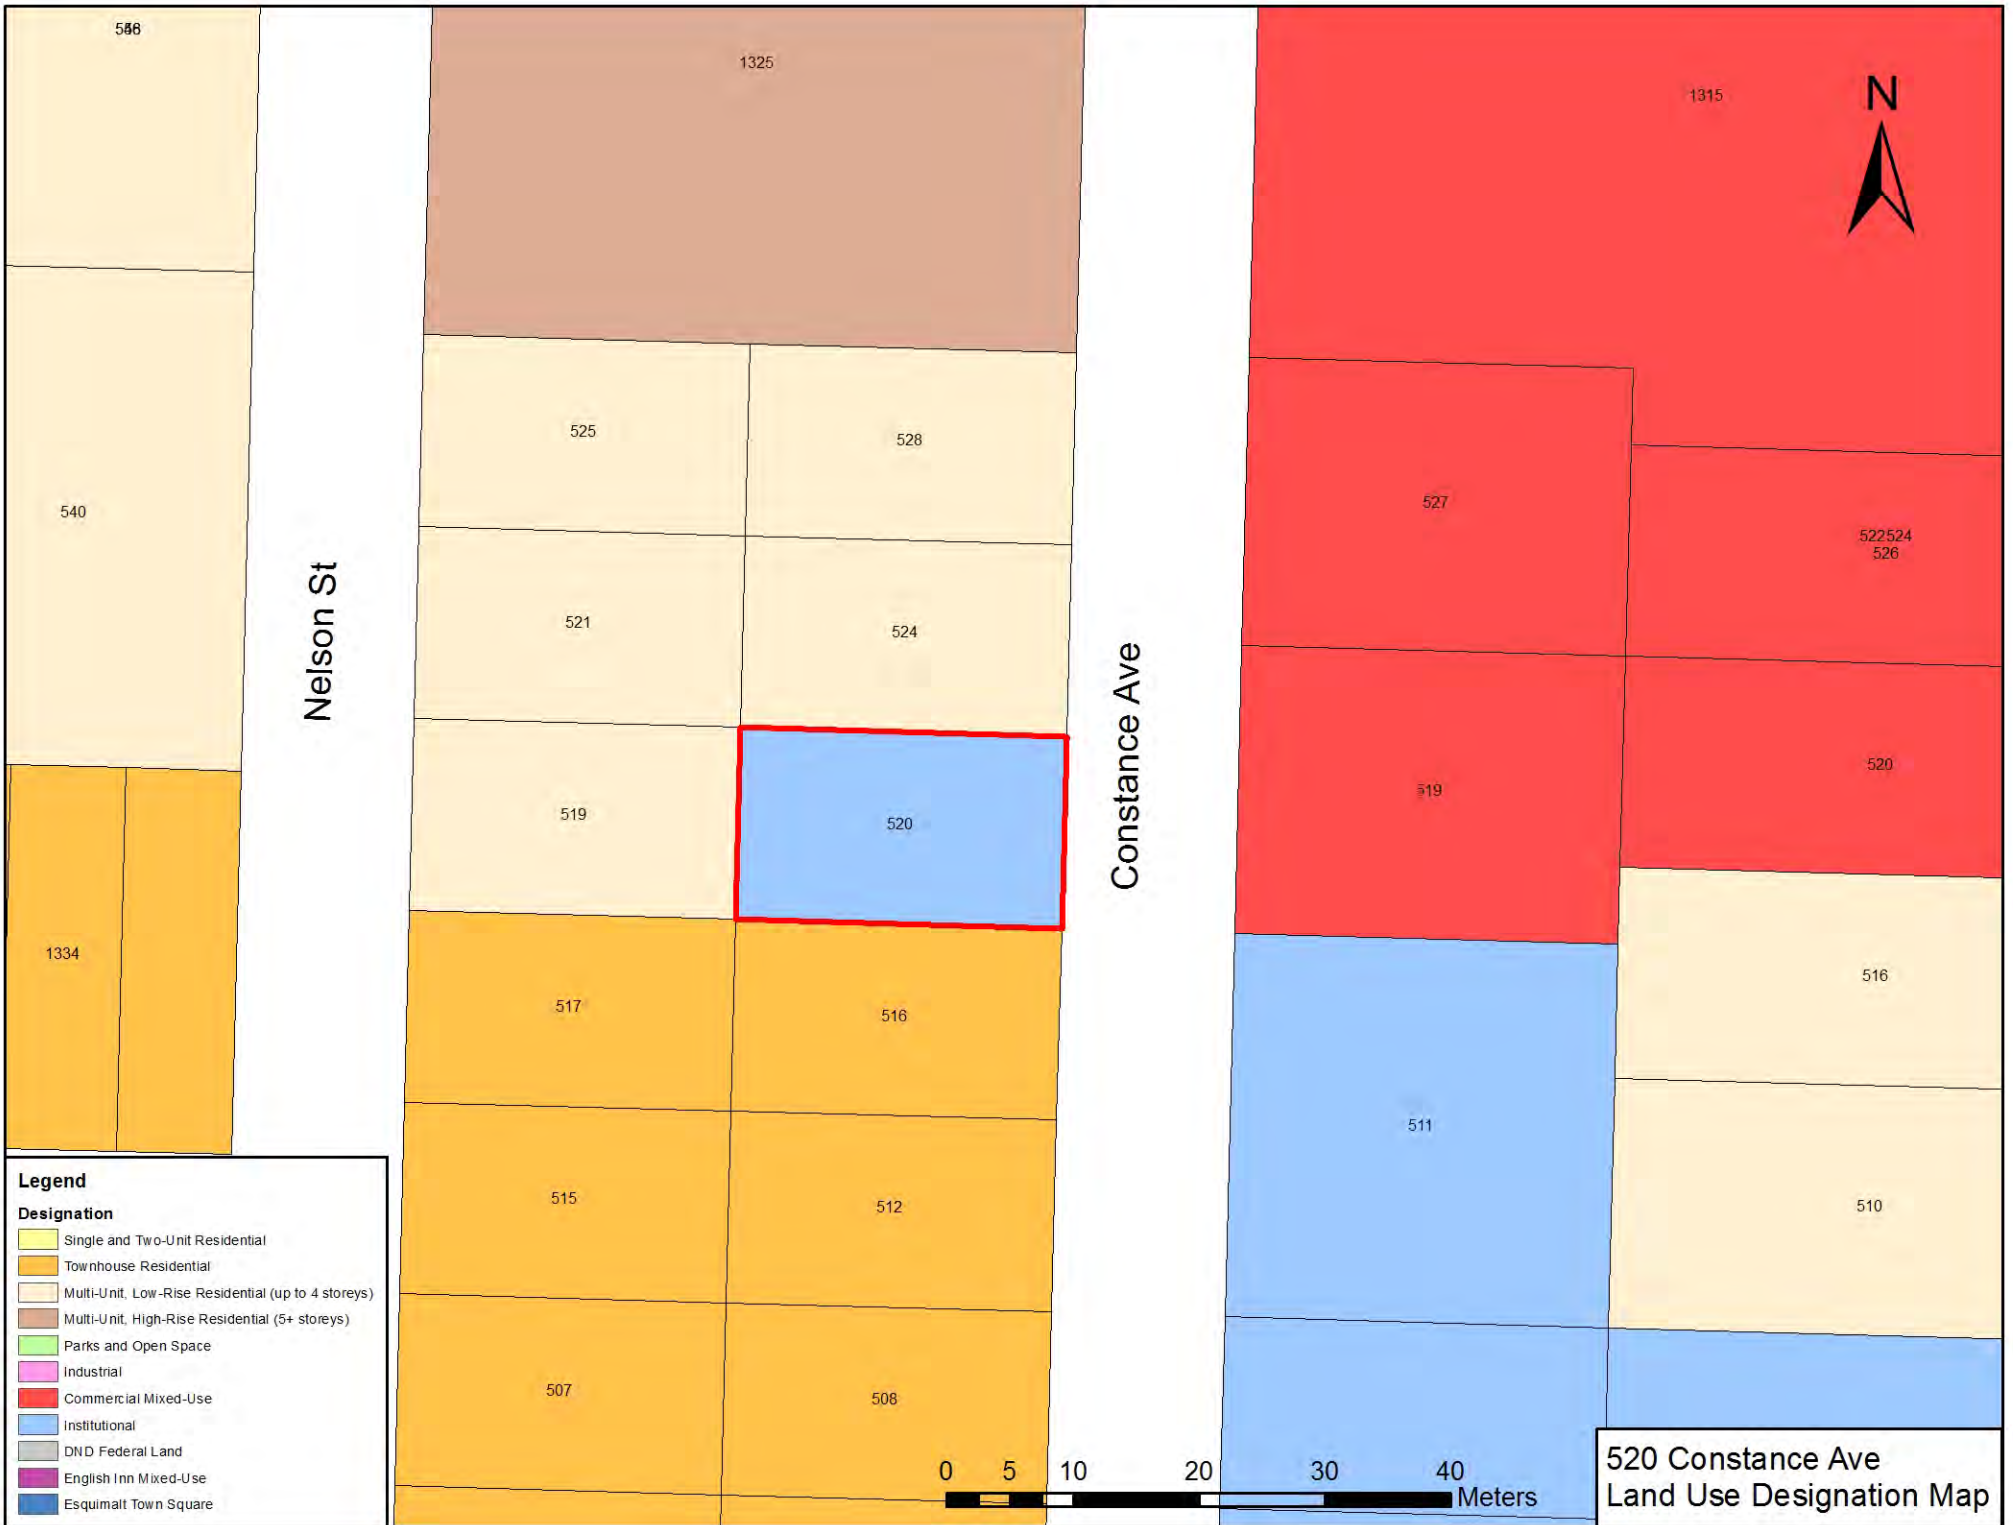 1325
1315
N
525
528
540
527
522524
526
Nelson St
521
524
Constance Ave
519
520
519
520
1334
517
516
516
511
515
512
510
507
508
Legend
Designation
Single and Two-Unit Residential
Townhouse Residential
Multi-Unit, Low-Rise Residential (up to 4 storeys)
Multi-Unit, High-Rise Residential (5+ storeys)
Parks and Open Space
Industrial
Commercial Mixed-Use
Institutional
DND Federal Land
English Inn Mixed-Use
Esquimalt Town Square
0 5 10 20 30 40
Meters
520 Constance Ave
Land Use Designation Map